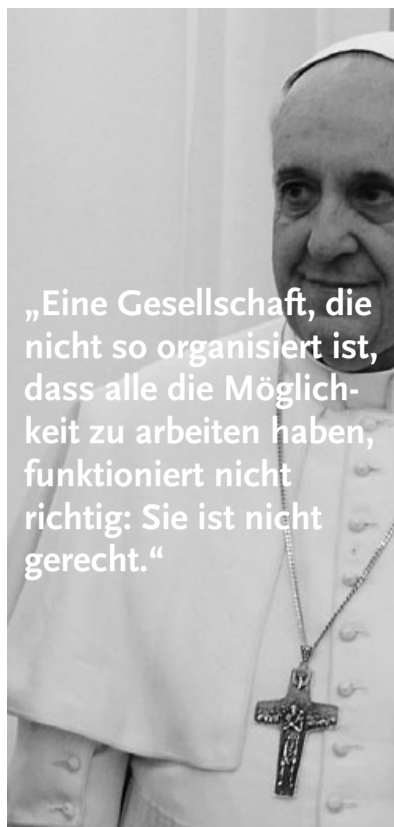 „Eine Gesellschaft, die
nicht so organisiert ist,
dass alle die Möglich-
keit zu arbeiten haben,
funktioniert nicht
richtig: Sie ist nicht
gerecht.“